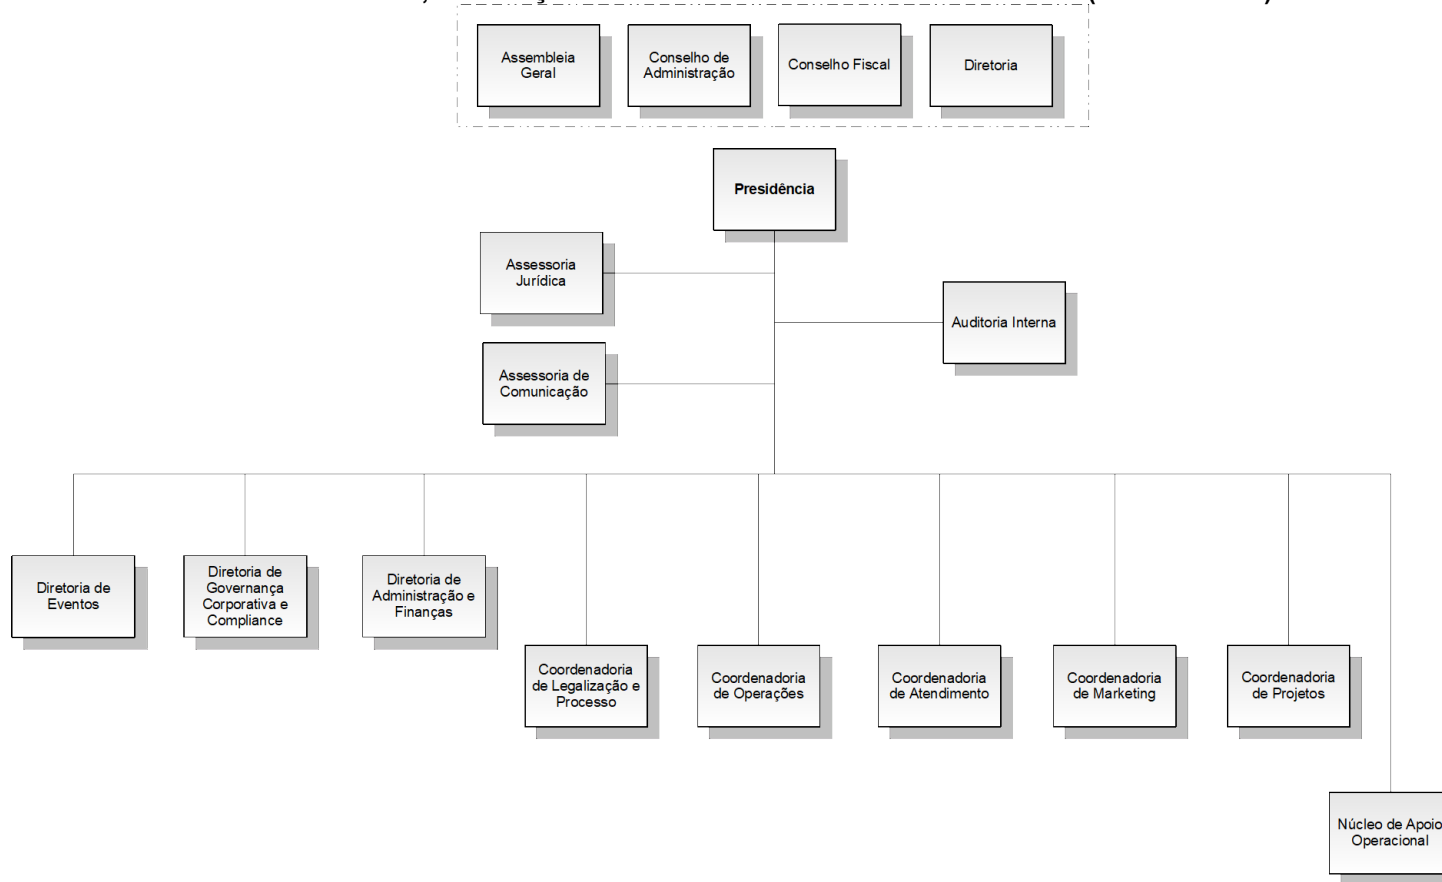 Assembleia
Geral
Conselho de
Administração
Conselho Fiscal
Diretoria
Presidência
Assessoria
Jurídica
Auditoria Interna
Assessoria de
Comunicação
Diretoria de
Eventos
Diretoria de
Governança
Corporativa e
Compliance
Diretoria de
Administração e
Finanças
Coordenadoria
de Legalização e
Processo
Coordenadoria
de Operações
Coordenadoria
de Atendimento
Coordenadoria
de Marketing
Coordenadoria
de Projetos
Núcleo de Apoio
Operacional